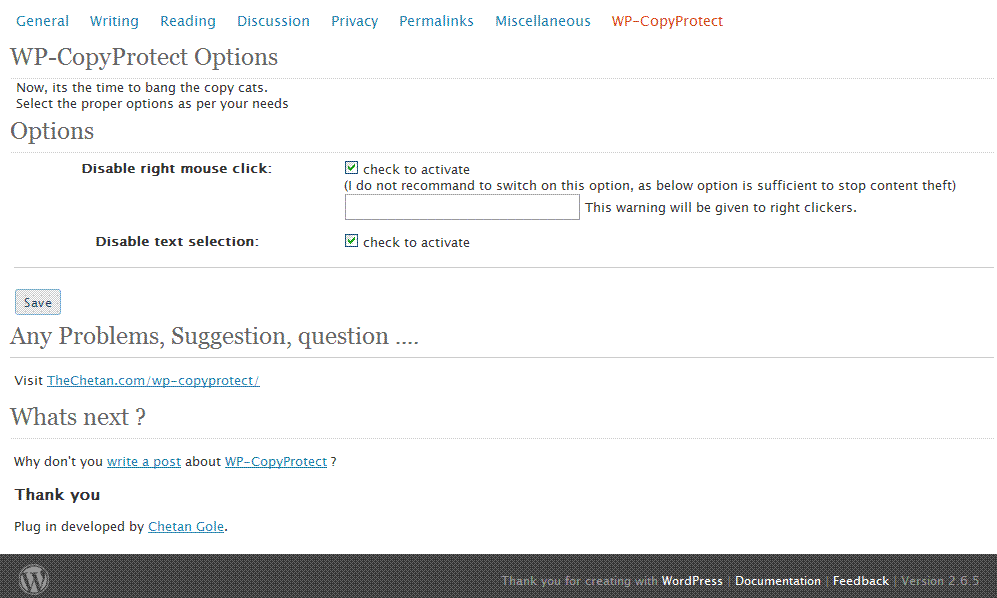 General Writing Reading Discussion Privacy Permalinks Miscellaneous WP-CopyProtect
WP-CopyProtect Options
Now, its the time to bang the copy cats.
Select the proper options as per your needs
Options
Disable right mouse click: check to activate
(I do not recommand to switch on this option, as below option is sufficient to stop content theft)
This warning will be given to right clickers.
Disable text selection: check to activate
Save
Any Problems, Suggestion, question ....
Visit TheChetan.com/wp-copyprotect/
Whats next ?
Why don't you write a post about WP-CopyProtect ?
Thank you
Plug in developed by Chetan Gole.
Thank you for creating with WordPress | Documentation | Feedback | Version 2.6.5